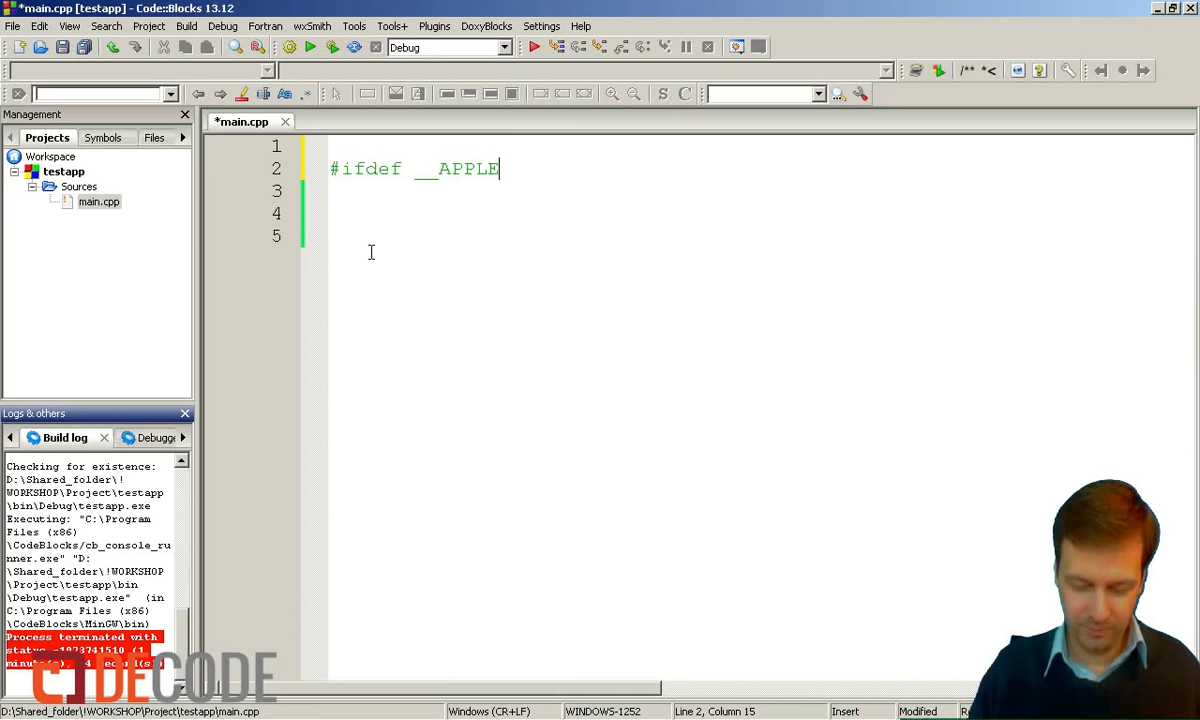 *main.cpp [testapp] - Code::Blocks 13.12
File Edit View Search Project Build Debug Fortran wxSmith Tools Tools+ Plugins DoxyBlocks Settings Help
Debug
/** *<
S C
Management
*main.cpp
Projects Symbols Files
Workspace
testapp
Sources
main.cpp
1
2 #ifdef __APPLE
3
4
5
Logs & others
Build log Debugge
Checking for existence:
D:\Shared_folder\!
WORKSHOP\Project\testapp
\bin\Debug\testapp.exe
Executing: "C:\Program
Files (x86)
\CodeBlocks/cb_console_ru
nner.exe" "D:
\Shared_folder\!WORKSHOP
\Project\testapp\bin
\Debug\testapp.exe" (in
C:\Program Files (x86)
\CodeBlocks\MinGW\bin)
Process terminated with
status -1073741510 (1
DECODE
D:\Shared_folder\!WORKSHOP\Project\testapp\main.cpp Windows (CR+LF) WINDOWS-1252 Line 2, Column 15 Insert Modified